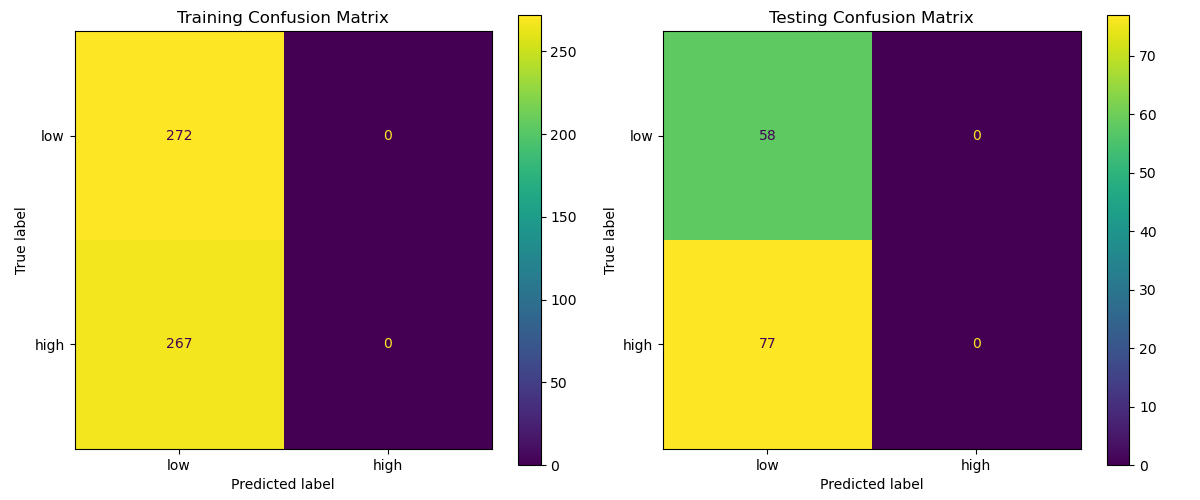 Training Confusion Matrix
True label
low
high
272
0
267
0
low
high
Predicted label
250
200
150
100
50
0
Testing Confusion Matrix
True label
low
high
58
0
77
0
low
high
Predicted label
70
60
50
40
30
20
10
0